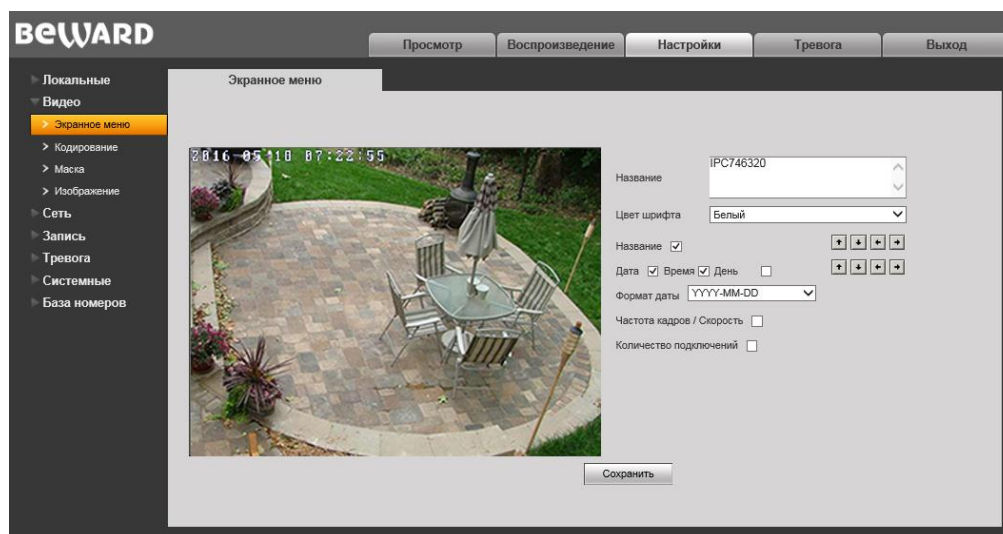 BEWARD
Просмотр Воспроизведение Настройки Тревога Выход
Локальные
Видео
Экранное меню
Кодирование
Маска
Изображение
Сеть
Запись
Тревога
Системные
База номеров
Экранное меню
2016-05-10 07:22:55
Название IPC746320
Цвет шрифта Белый
Название
Дата Время День
Формат даты YYYY-MM-DD
Частота кадров / Скорость
Количество подключений
Сохранить